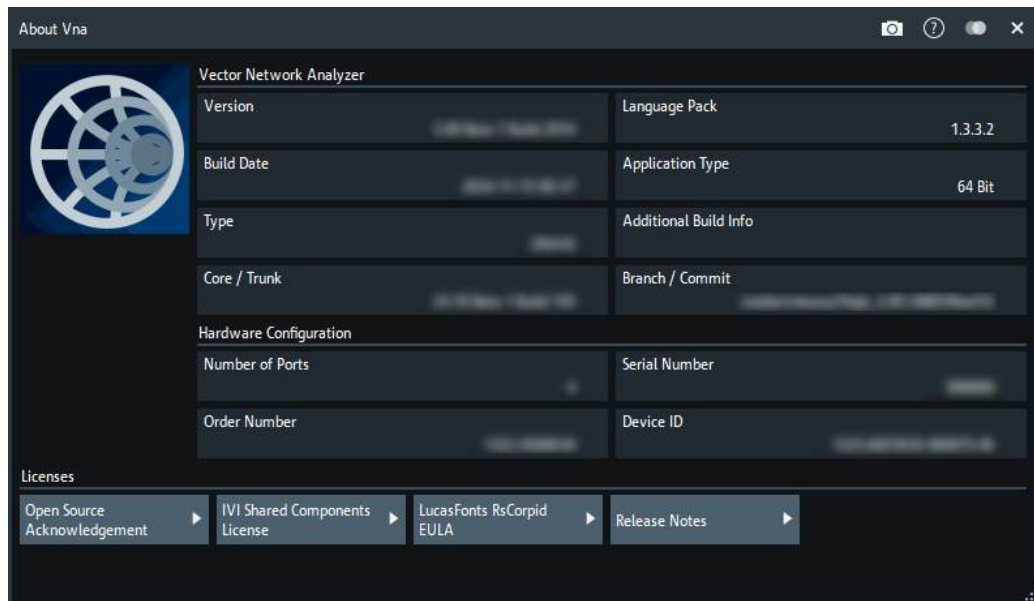 About Vna
Vector Network Analyzer
Version
Language Pack
1.3.3.2
Build Date
Application Type
64 Bit
Type
Additional Build Info
Core / Trunk
Branch / Commit
Hardware Configuration
Number of Ports
Serial Number
Order Number
Device ID
Licenses
Open Source
Acknowledgement
IVI Shared Components
License
LucasFonts RsCorpid
EULA
Release Notes